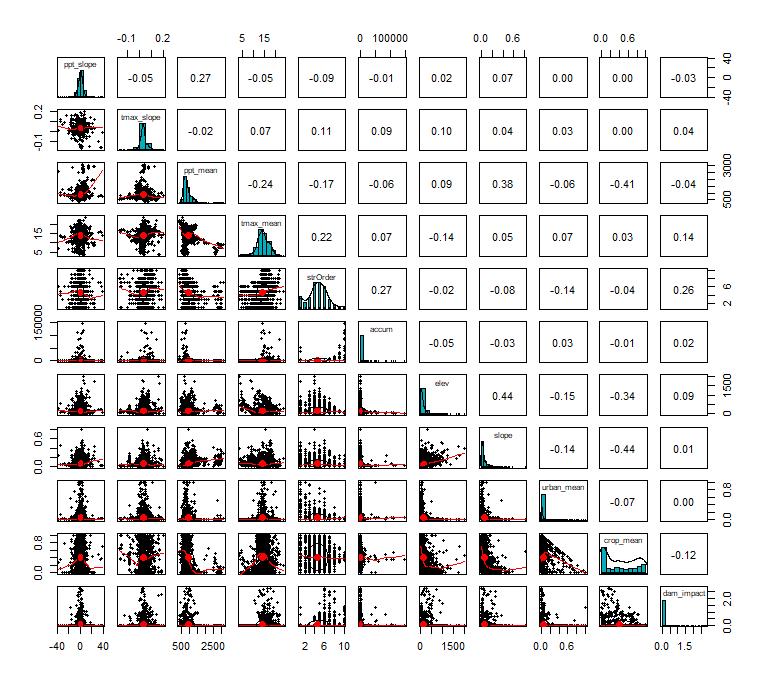 -0.1 0.2 5 15 0 100000 0.0 0.6 0.0 0.6
ppt_slope -0.05 0.27 -0.05 -0.09 -0.01 0.02 0.07 0.00 0.00 -0.03 -40 40
-0.1 0.2 tmax_slope -0.02 0.07 0.11 0.09 0.10 0.04 0.03 0.00 0.04
ppt_mean -0.24 -0.17 -0.06 0.09 0.38 -0.06 -0.41 -0.04 500 3000
5 15 tmax_mean 0.22 0.07 -0.14 0.05 0.07 0.03 0.14
strOrder 0.27 -0.02 -0.08 -0.14 -0.04 0.26 2 6
0 150000 accum -0.05 -0.03 0.03 -0.01 0.02
elev 0.44 -0.15 -0.34 0.09 0 1500
0.0 0.6 slope -0.14 -0.44 0.01
urban_mean -0.07 0.00 0.0 0.8
0.0 0.8 crop_mean -0.12
dam_impact 0.0 2.0
-40 0 40 500 2500 2 6 10 0 1500 0.0 0.6 0.0 1.5